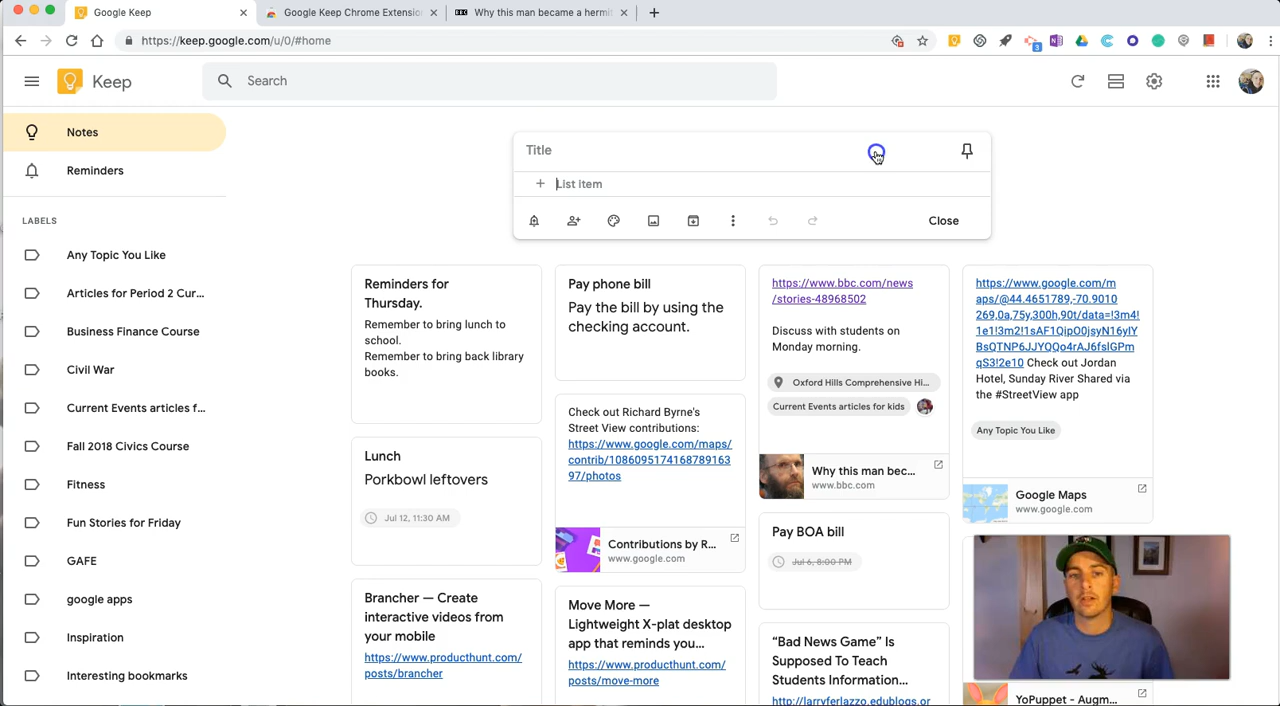 Google Keep
Google Keep Chrome Extensio
Why this man became a hermi
https://keep.google.com/u/0/#home
3
Keep
Search
Notes
Reminders
LABELS
Any Topic You Like
Articles for Period 2 Cur...
Business Finance Course
Civil War
Current Events articles f...
Fall 2018 Civics Course
Fitness
Fun Stories for Friday
GAFE
google apps
Inspiration
Interesting bookmarks
Title
List item
Close
Reminders for
Thursday.
Remember to bring lunch to
school.
Remember to bring back library
books.
Lunch
Porkbowl leftovers
Jul 12, 11:30 AM
Brancher — Create
interactive videos from
your mobile
https://www.producthunt.com/
posts/brancher
Pay phone bill
Pay the bill by using the
checking account.
Check out Richard Byrne's
Street View contributions:
https://www.google.com/maps/
contrib/1086095174168789163
97/photos
Contributions by R...
www.google.com
Move More —
Lightweight X-plat desktop
app that reminds you...
https://www.producthunt.com/
posts/move-more
https://www.bbc.com/news
/stories-48968502
Discuss with students on
Monday morning.
Oxford Hills Comprehensive Hi...
Current Events articles for kids
Why this man bec...
www.bbc.com
Pay BOA bill
Jul 6, 8:00 PM
“Bad News Game” Is
Supposed To Teach
Students Information...
http://larryferlazzo.edublogs.or
https://www.google.com/m
aps/@44.4651789,-70.9010
269,0a,75y,300h,90t/data=!3m4!
1e1!3m2!1sAF1QipO0jsyN16ylY
BsQTNP6JJYQQo4rAJ6fslGPm
qS3!2e10 Check out Jordan
Hotel, Sunday River Shared via
the #StreetView app
Any Topic You Like
Google Maps
www.google.com
YoPuppet - Augm...